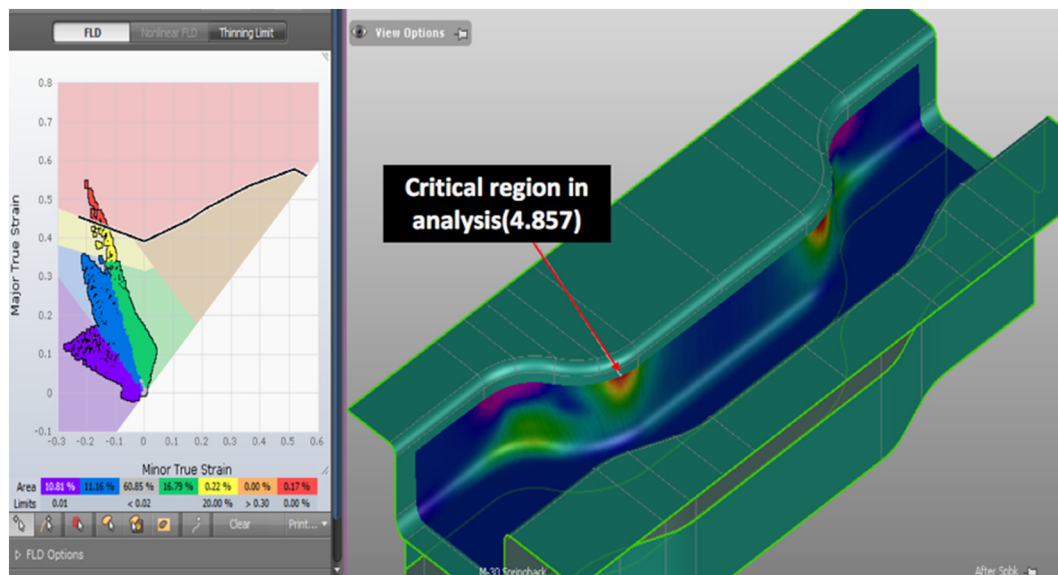 FLD Nonlinear FLD Thinning Limit
View Options
0.8
0.7
0.6
0.5
0.4
0.3
0.2
0.1
0
-0.1
Major True Strain
-0.3 -0.2 -0.1 0 0.1 0.2 0.3 0.4 0.5 0.6
Minor True Strain
Area 10.81 % 11.16 % 60.85 % 16.79 % 0.22 % 0.00 % 0.17 %
Limits 0.01 < 0.02 20.00 % > 0.30 0.00 %
Clear Print...
FLD Options
Critical region in
analysis(4.857)
M-30 Springback
After Spbk